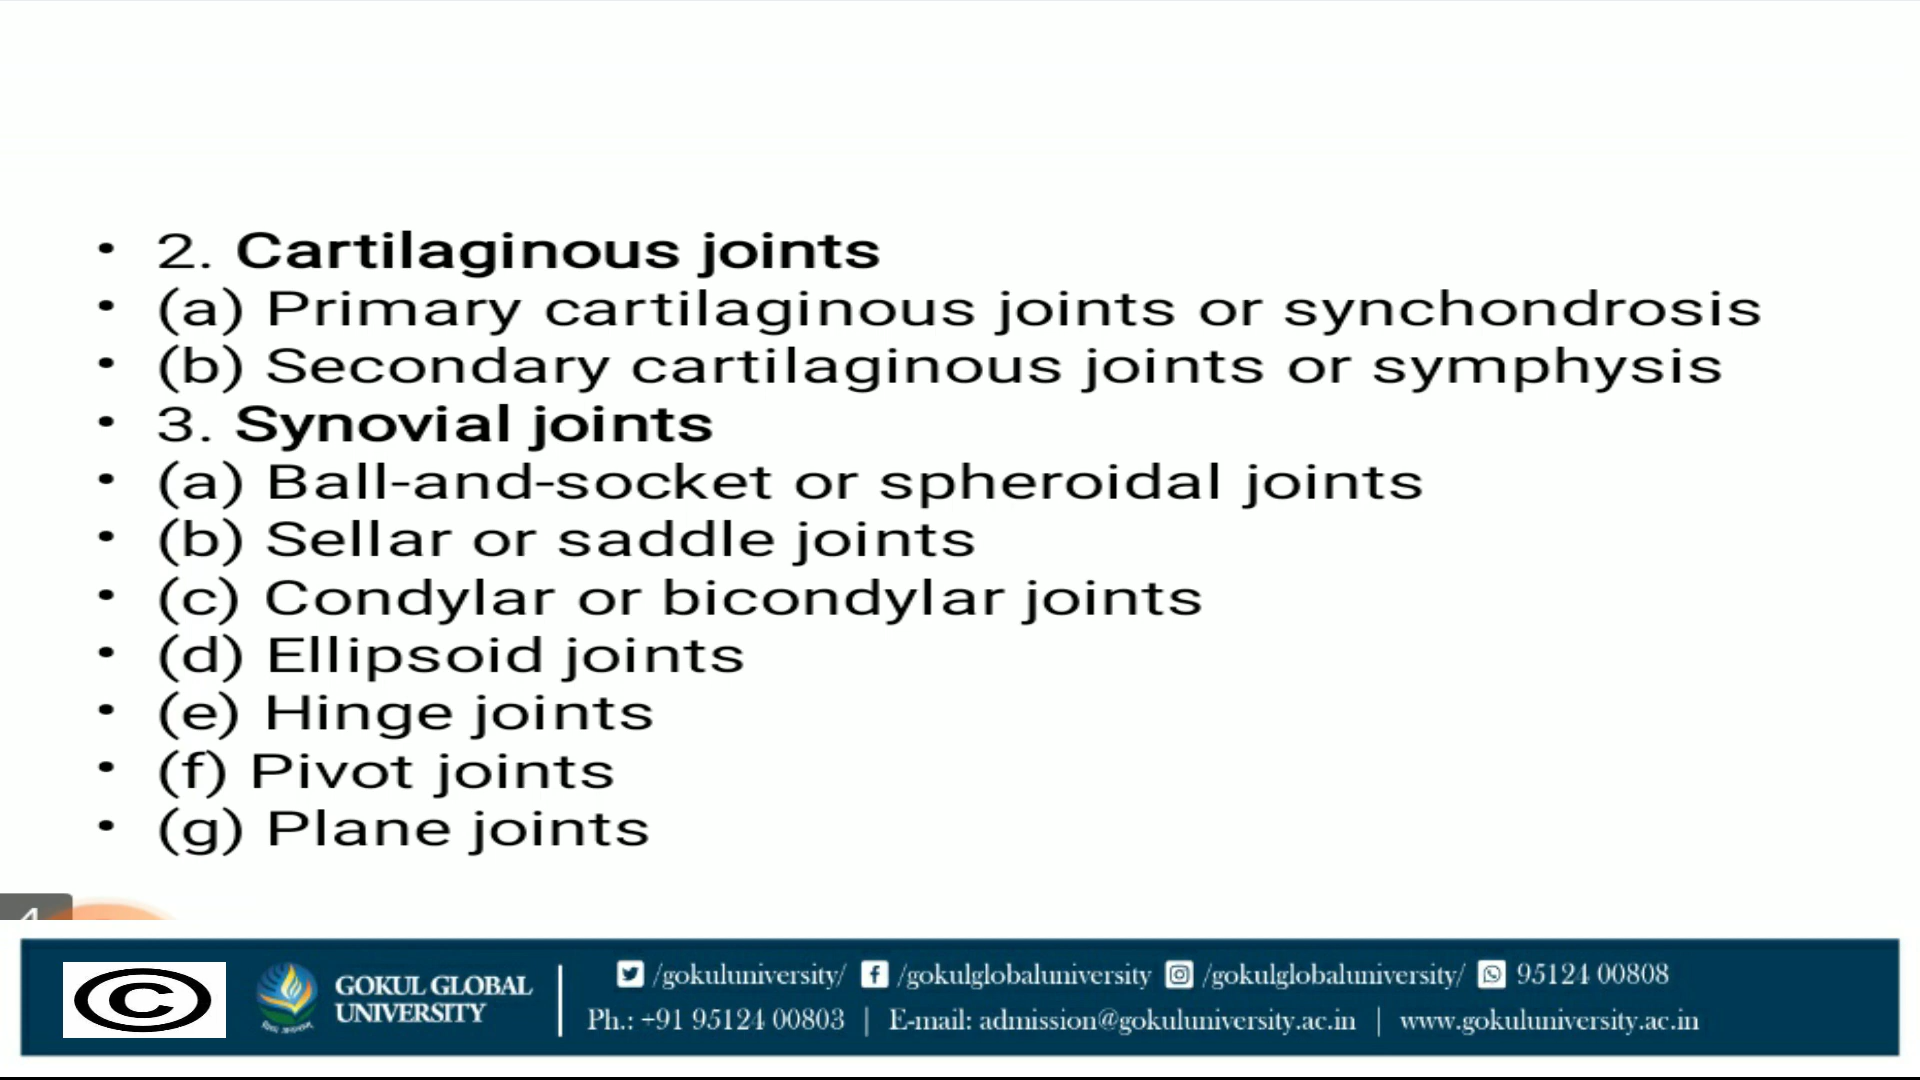 • 2. Cartilaginous joints
• (a) Primary cartilaginous joints or synchondrosis
• (b) Secondary cartilaginous joints or symphysis
• 3. Synovial joints
• (a) Ball-and-socket or spheroidal joints
• (b) Sellar or saddle joints
• (c) Condylar or bicondylar joints
• (d) Ellipsoid joints
• (e) Hinge joints
• (f) Pivot joints
• (g) Plane joints
4
©
GOKUL GLOBAL
UNIVERSITY
/gokuluniversity/ /gokulglobaluniversity /gokulglobaluniversity/ 95124 00808
Ph.: +91 95124 00803 | E-mail: admission@gokuluniversity.ac.in | www.gokuluniversity.ac.in